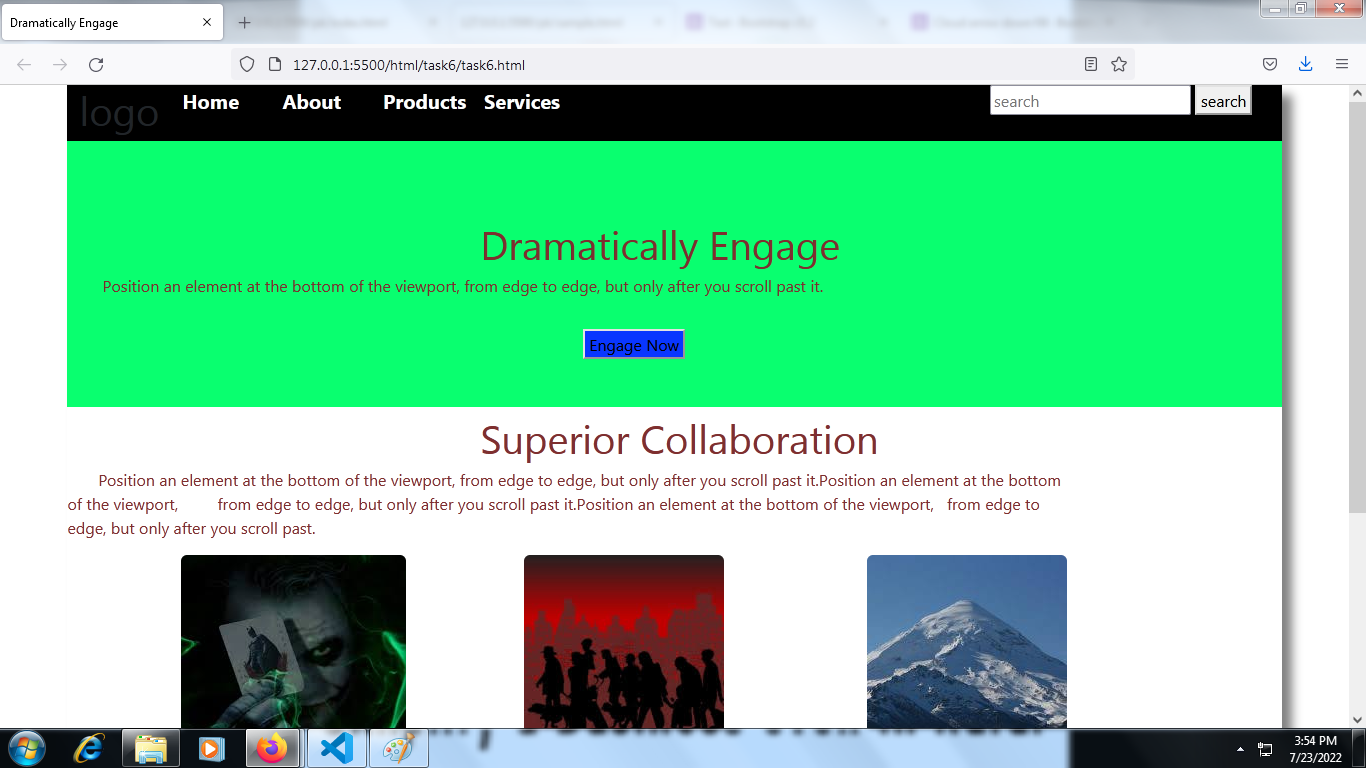 Dramatically Engage
127.0.0.1:5500/html/task6/task6.html
logo Home About Products Services search search
Dramatically Engage
Position an element at the bottom of the viewport, from edge to edge, but only after you scroll past it.
Engage Now
Superior Collaboration
Position an element at the bottom of the viewport, from edge to edge, but only after you scroll past it.Position an element at the bottom
of the viewport, from edge to edge, but only after you scroll past it.Position an element at the bottom of the viewport, from edge to
edge, but only after you scroll past.
3:54 PM
7/23/2022